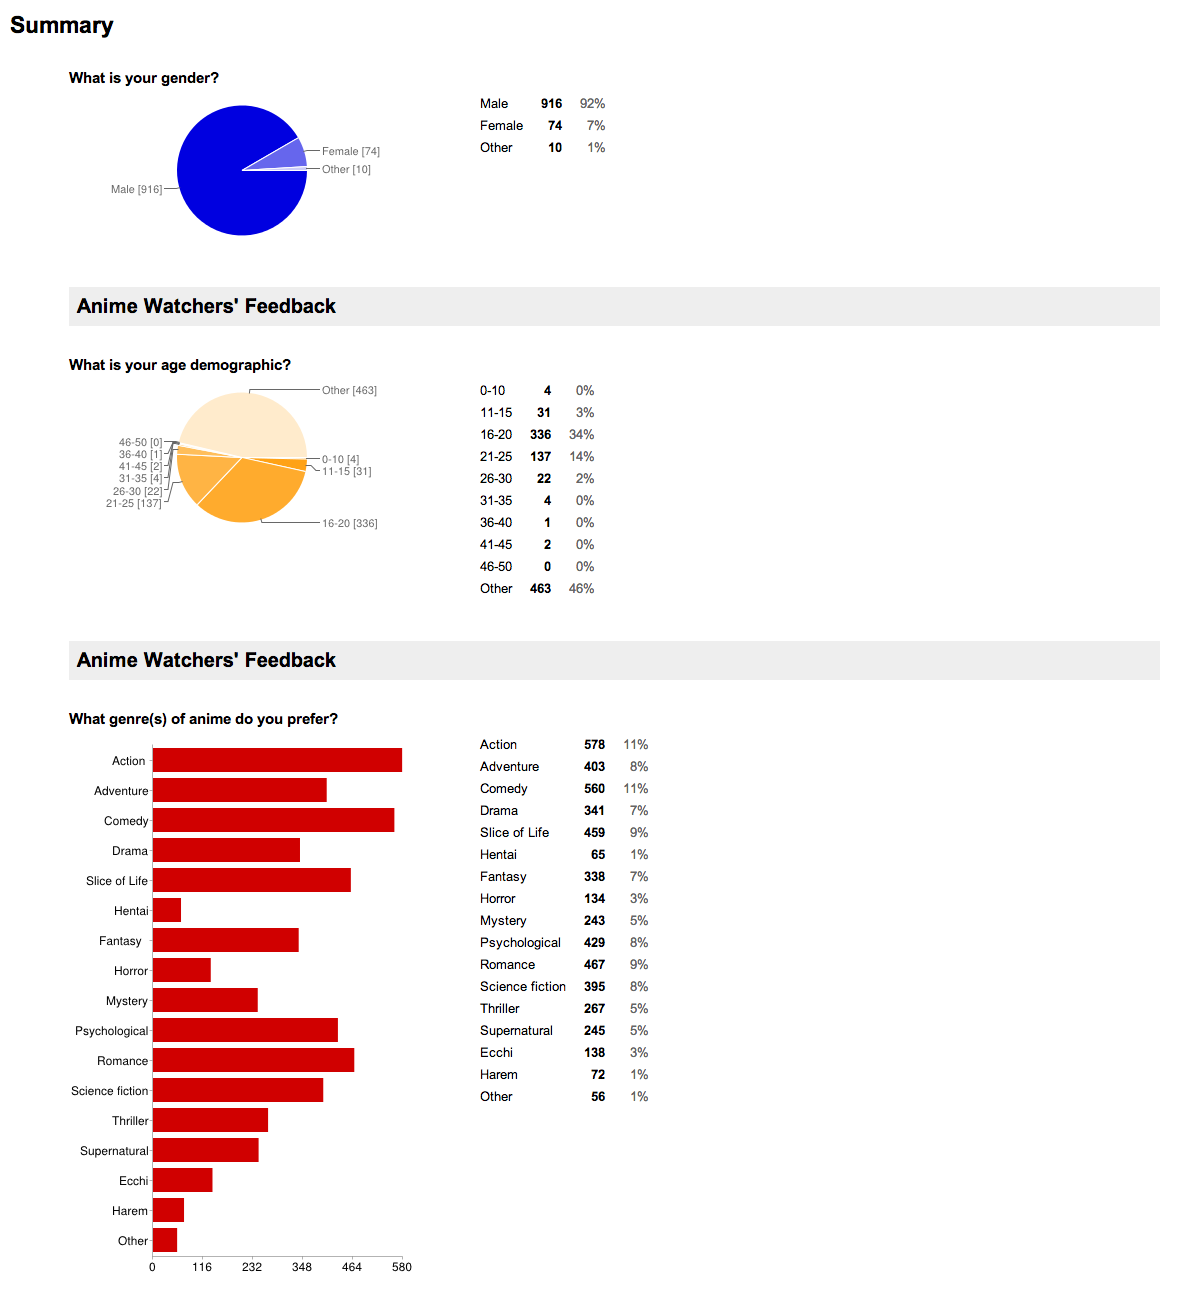 Summary
What is your gender?
Male [916]
Female [74]
Other [10]
Male 916 92%
Female 74 7%
Other 10 1%
Anime Watchers' Feedback
What is your age demographic?
Other [463]
46-50 [0]
36-40 [1]
41-45 [2]
31-35 [4]
26-30 [22]
21-25 [137]
0-10 [4]
11-15 [31]
16-20 [336]
0-10 4 0%
11-15 31 3%
16-20 336 34%
21-25 137 14%
26-30 22 2%
31-35 4 0%
36-40 1 0%
41-45 2 0%
46-50 0 0%
Other 463 46%
Anime Watchers' Feedback
What genre(s) of anime do you prefer?
Action
Adventure
Comedy
Drama
Slice of Life
Hentai
Fantasy
Horror
Mystery
Psychological
Romance
Science fiction
Thriller
Supernatural
Ecchi
Harem
Other
0 116 232 348 464 580
Action 578 11%
Adventure 403 8%
Comedy 560 11%
Drama 341 7%
Slice of Life 459 9%
Hentai 65 1%
Fantasy 338 7%
Horror 134 3%
Mystery 243 5%
Psychological 429 8%
Romance 467 9%
Science fiction 395 8%
Thriller 267 5%
Supernatural 245 5%
Ecchi 138 3%
Harem 72 1%
Other 56 1%